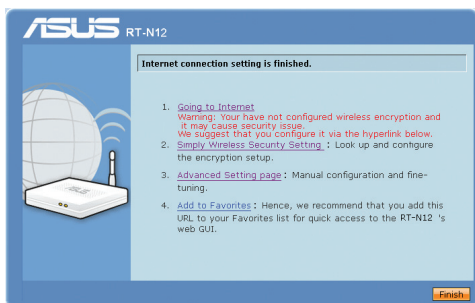 ASUS RT-N12
Internet connection setting is finished.
1. Going to Internet
Warning: Your have not configured wireless encryption and
it may cause security issue.
We suggest that you configure it via the hyperlink below.
2. Simply Wireless Security Setting : Look up and configure
the encryption setup.
3. Advanced Setting page : Manual configuration and fine-
tuning.
4. Add to Favorites : Hence, we recommend that you add this
URL to your Favorites list for quick access to the RT-N12 's
web GUI.
Finish